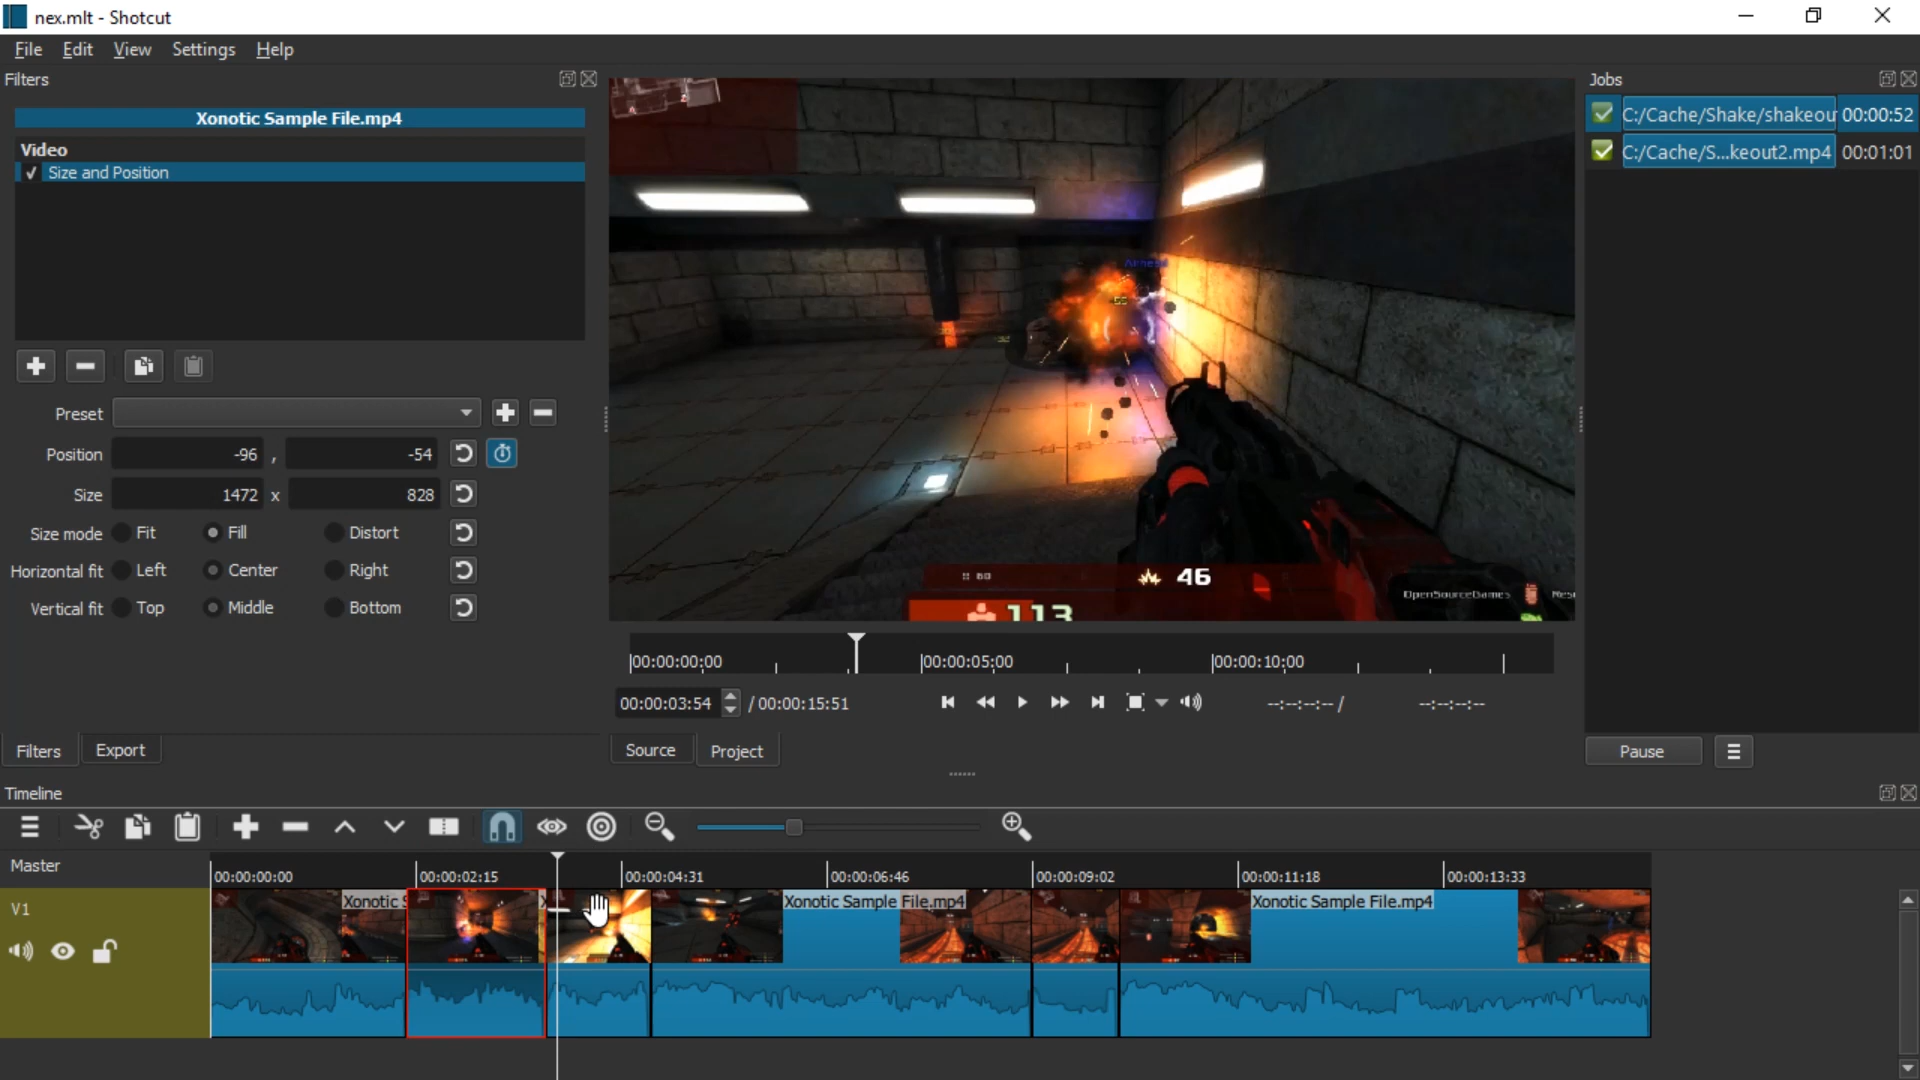 nex.mlt - Shotcut
File Edit View Settings Help
Filters
Xonotic Sample File.mp4
Video
Size and Position
Preset
Position -96 , -54
Size 1472 x 828
Size mode Fit Fill Distort
Horizontal fit Left Center Right
Vertical fit Top Middle Bottom
Filters Export
46
113
OpenSourceGames
00:00:00;00 00:00:05;00 00:00:10;00
00:00:03;54 / 00:00:15;51 --:--:--:-- / --:--:--:--
Source Project
Jobs
C:/Cache/Shake/shakeou 00:00:52
C:/Cache/S...keout2.mp4 00:01:01
Pause
Timeline
Master
00:00:00;00 00:00:02;15 00:00:04;31 00:00:06;46 00:00:09;02 00:00:11;18 00:00:13;33
V1
Xonotic S Xonotic Sample File.mp4 Xonotic Sample File.mp4